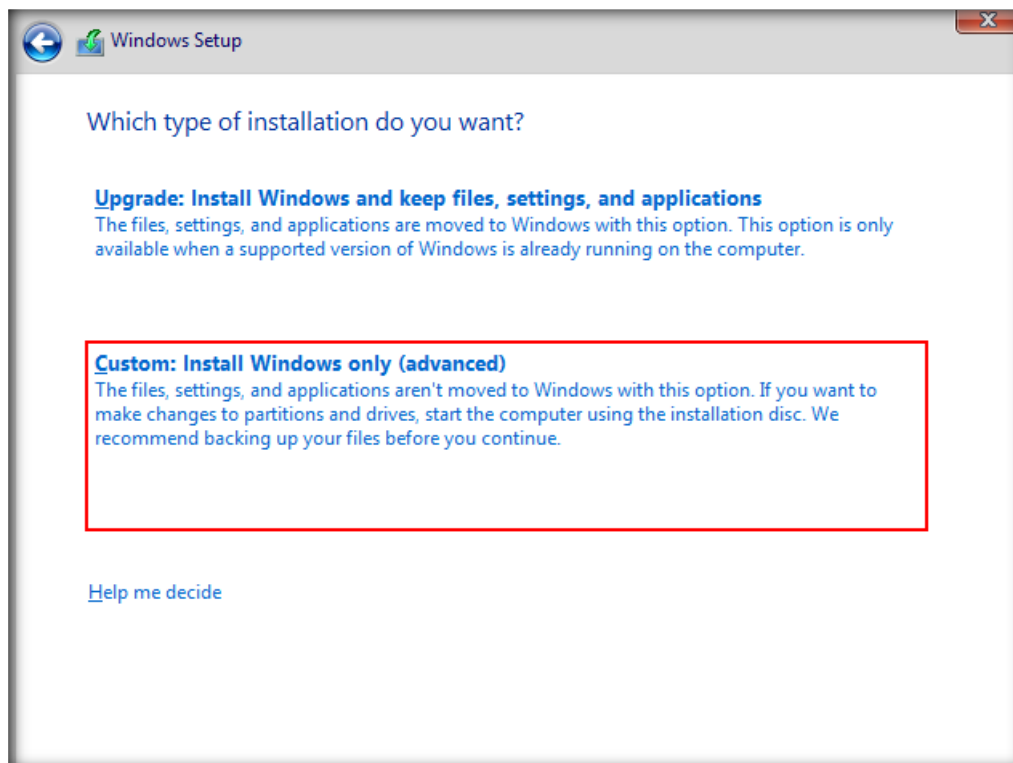 Windows Setup
Which type of installation do you want?
Upgrade: Install Windows and keep files, settings, and applications
The files, settings, and applications are moved to Windows with this option. This option is only
available when a supported version of Windows is already running on the computer.
Custom: Install Windows only (advanced)
The files, settings, and applications aren't moved to Windows with this option. If you want to
make changes to partitions and drives, start the computer using the installation disc. We
recommend backing up your files before you continue.
Help me decide